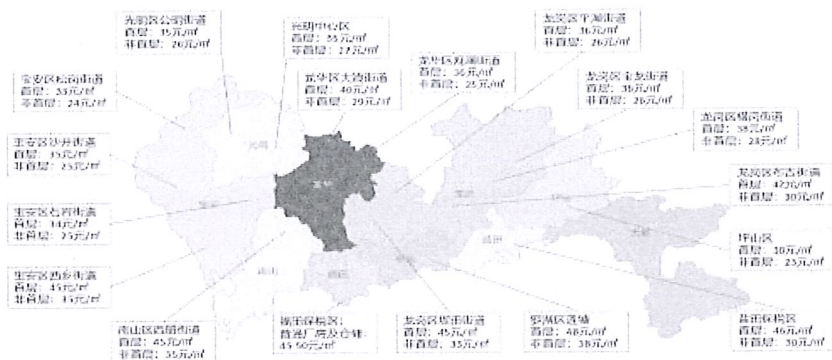 光明区公明街道
首层：35元/㎡
非首层：26元/㎡
光明中心区
首层：35元/㎡
非首层：27元/㎡
龙岗区平湖街道
首层：36元/㎡
非首层：26元/㎡
宝安区松岗街道
首层：33元/㎡
非首层：24元/㎡
龙华区大浪街道
首层：40元/㎡
非首层：29元/㎡
龙华区观澜街道
首层：36元/㎡
非首层：25元/㎡
龙岗区宝龙街道
首层：36元/㎡
非首层：26元/㎡
宝安区沙井街道
首层：35元/㎡
非首层：25元/㎡
龙岗区横岗街道
首层：38元/㎡
非首层：28元/㎡
龙岗区布吉街道
首层：42元/㎡
非首层：30元/㎡
宝安区石岩街道
首层：34元/㎡
非首层：25元/㎡
坪山区
首层：30元/㎡
非首层：23元/㎡
宝安区西乡街道
首层：45元/㎡
非首层：35元/㎡
南山区西丽街道
首层：45元/㎡
非首层：35元/㎡
福田保税区：
45-50元/㎡
龙岗区坂田街道
首层：45元/㎡
非首层：35元/㎡
罗湖区莲塘
首层：48元/㎡
非首层：38元/㎡
盐田保税区
首层：46元/㎡
非首层：30元/㎡
光明
龙华
南山
盐田